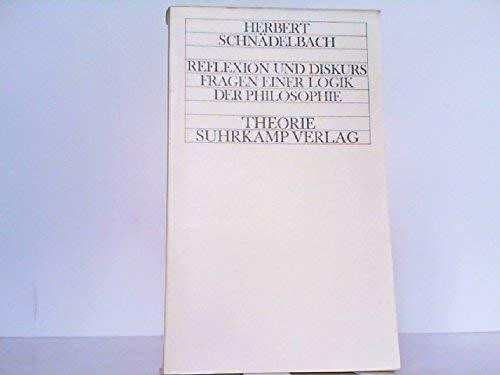 HERBERT
SCHNÄDELBACH
REFLEXION UND DISKURS
FRAGEN EINER LOGIK
DER PHILOSOPHIE
THEORIE
SUHRKAMP VERLAG